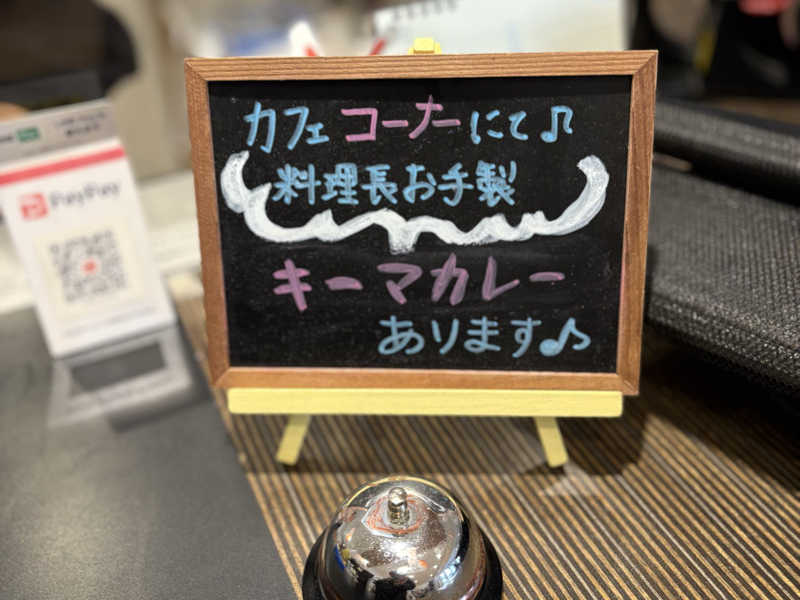 カフェコーナーにて♫
料理長お手製
キーマカレー
あります♪
PayPay